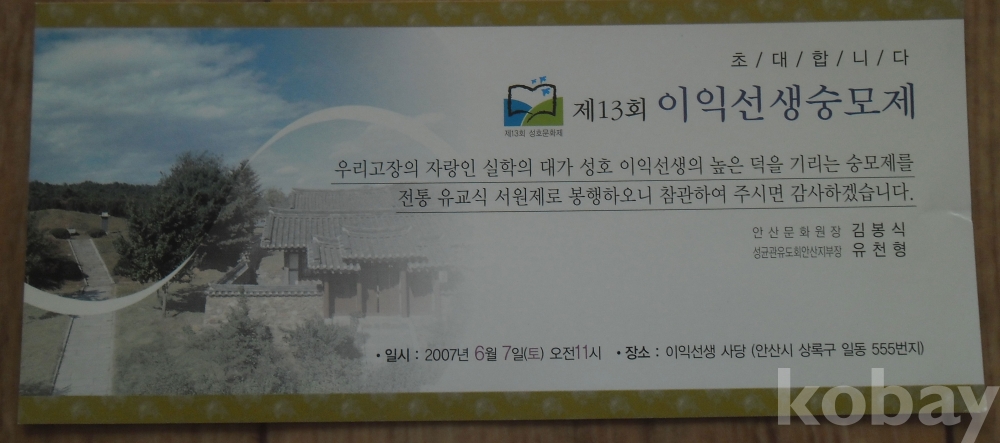 초/대/합/니/다
제13회 이익선생숭모제
제13회 성호문화제
우리고장의 자랑인 실학의 대가 성호 이익선생의 높은 덕을 기리는 숭모제를
전통 유교식 서원제로 봉행하오니 참관하여 주시면 감사하겠습니다.
안산문화원장 김봉식
성균관유도회안산지부장 유천형
• 일시 : 2007년 6월 7일(토) 오전11시 • 장소 : 이익선생 사당 (안산시 상록구 일동 555번지)
kobay